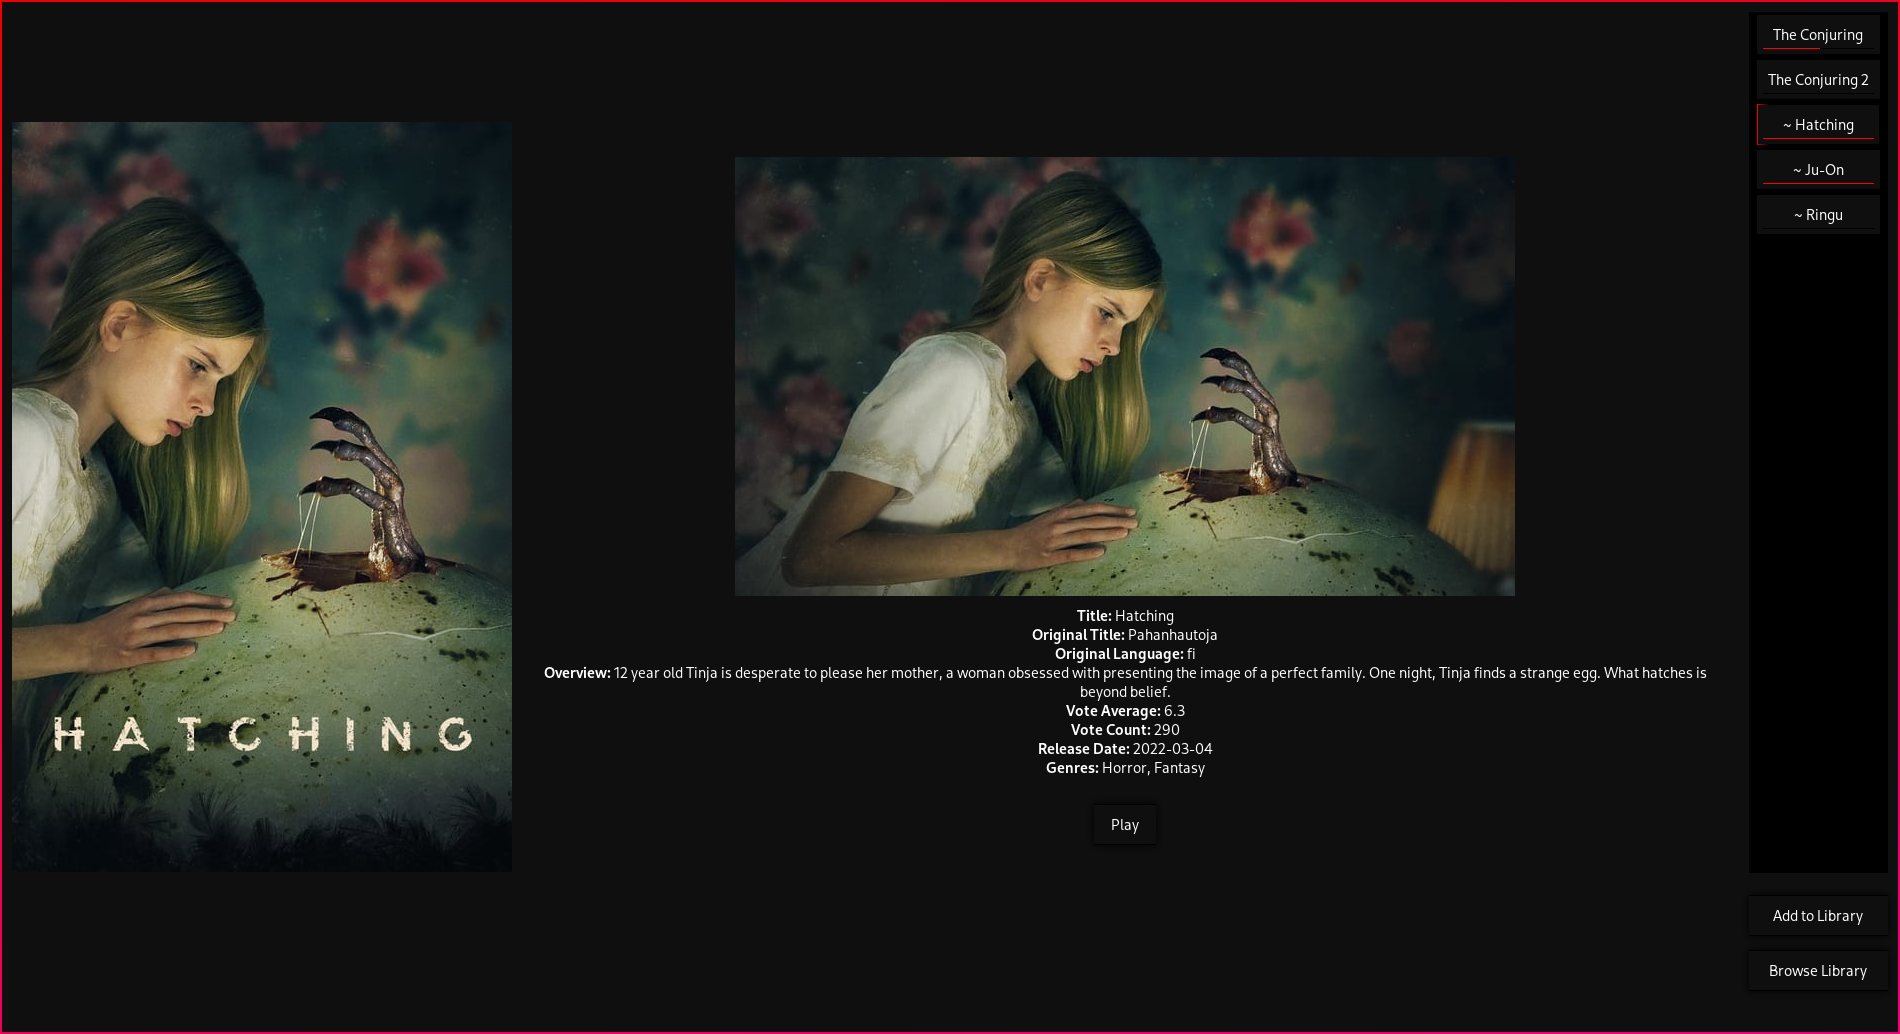 The Conjuring
The Conjuring 2
~ Hatching
~ Ju-On
~ Ringu
HATCHING
Title: Hatching
Original Title: Pahanhautoja
Original Language: fi
Overview: 12 year old Tinja is desperate to please her mother, a woman obsessed with presenting the image of a perfect family. One night, Tinja finds a strange egg. What hatches is
beyond belief.
Vote Average: 6.3
Vote Count: 290
Release Date: 2022-03-04
Genres: Horror, Fantasy
Play
Add to Library
Browse Library